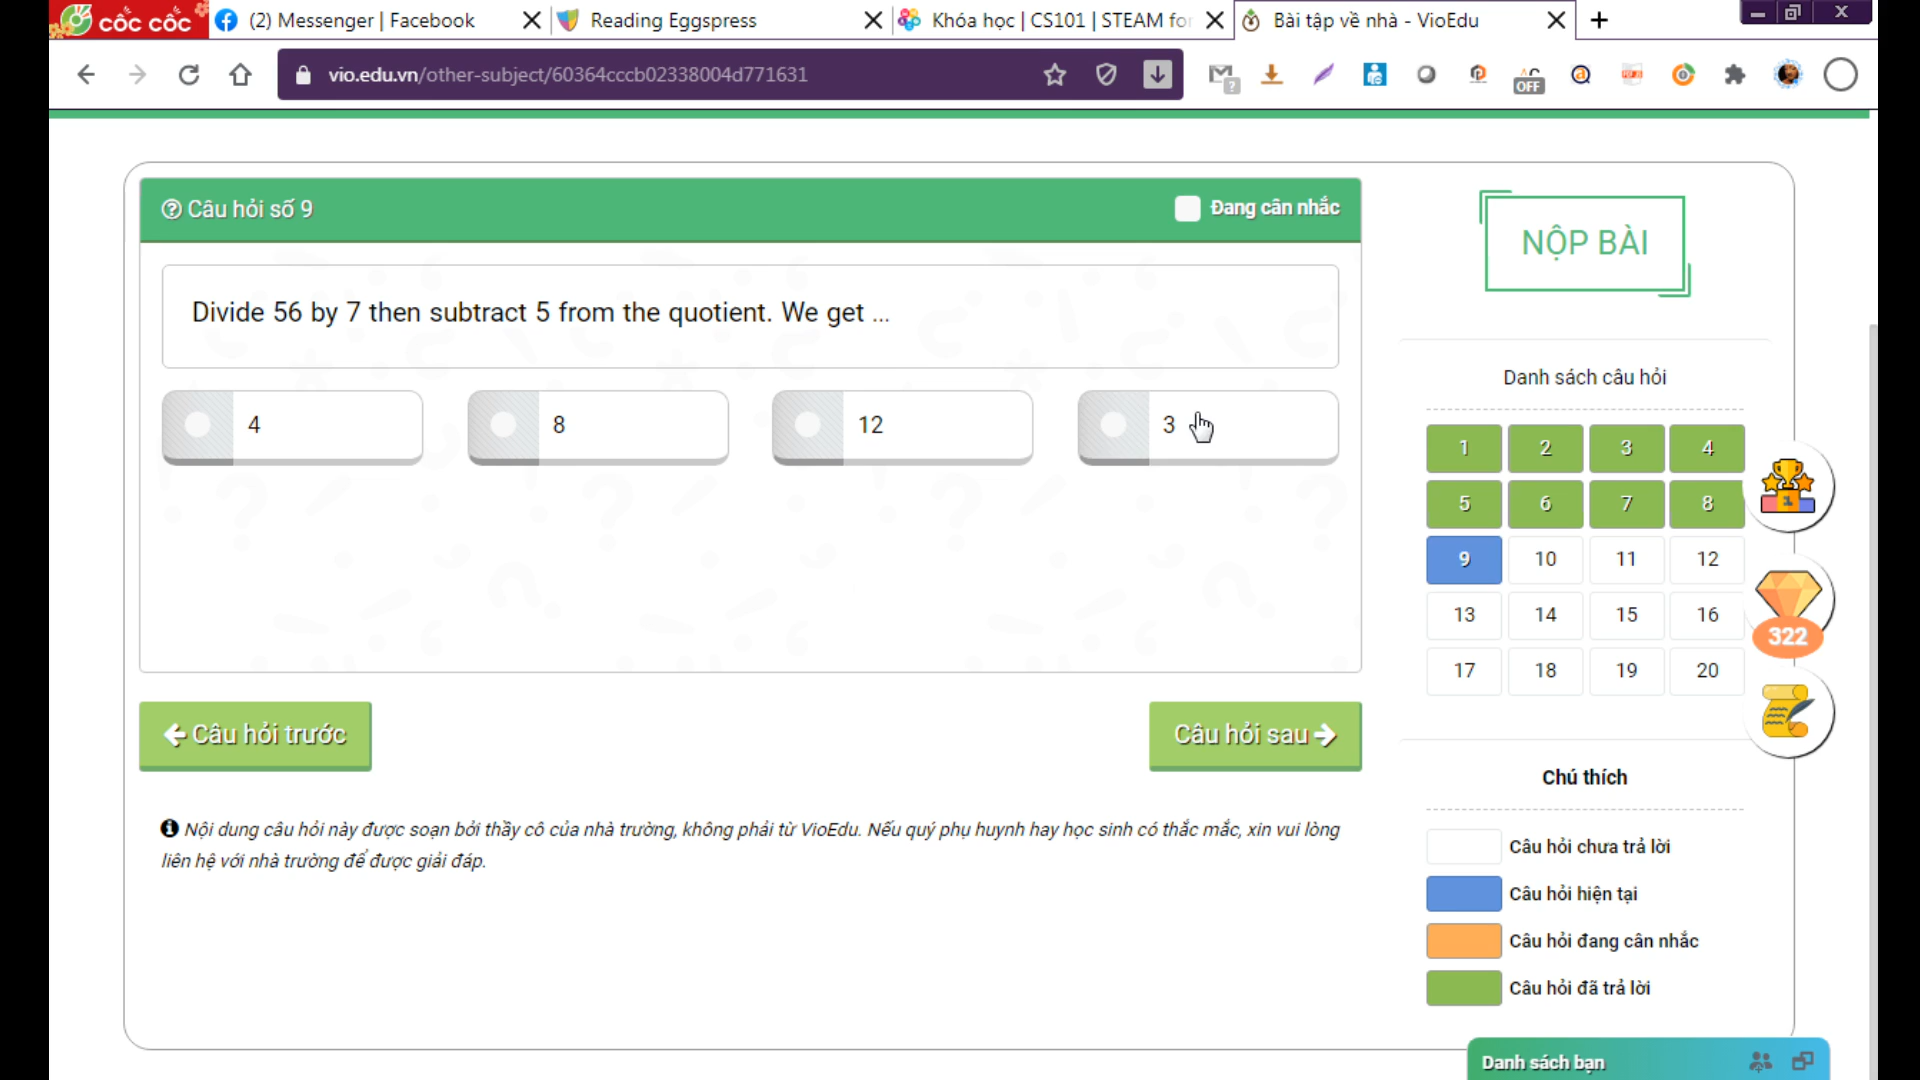 cốc cốc
(2) Messenger | Facebook
Reading Eggspress
Khóa học | CS101 | STEAM for
Bài tập về nhà - VioEdu
vio.edu.vn/other-subject/60364cccb02338004d771631
OFF
Câu hỏi số 9
Đang cân nhắc
NỘP BÀI
Divide 56 by 7 then subtract 5 from the quotient. We get ...
4
8
12
3
Danh sách câu hỏi
1 2 3 4
5 6 7 8
9 10 11 12
13 14 15 16
17 18 19 20
322
Câu hỏi trước
Câu hỏi sau
Chú thích
Nội dung câu hỏi này được soạn bởi thầy cô của nhà trường, không phải từ VioEdu. Nếu quý phụ huynh hay học sinh có thắc mắc, xin vui lòng
liên hệ với nhà trường để được giải đáp.
Câu hỏi chưa trả lời
Câu hỏi hiện tại
Câu hỏi đang cân nhắc
Câu hỏi đã trả lời
Danh sách bạn